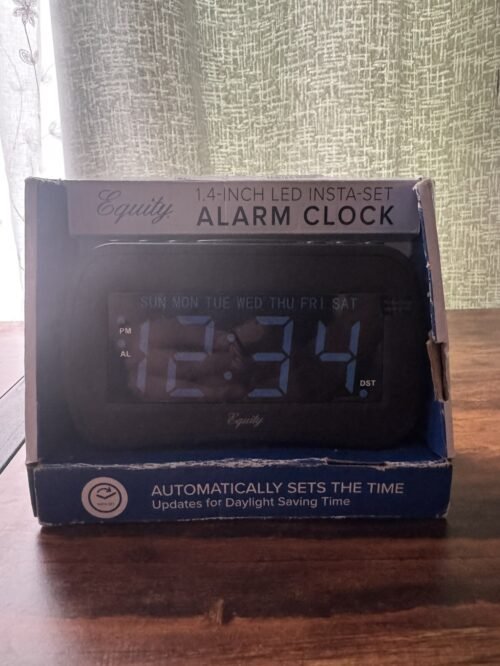 Equity
1.4-INCH LED INSTA-SET
ALARM CLOCK
SUN MON TUE WED THU FRI SAT
PM
AL
12:34
DST
Equity
AUTOMATICALLY SETS THE TIME
Updates for Daylight Saving Time